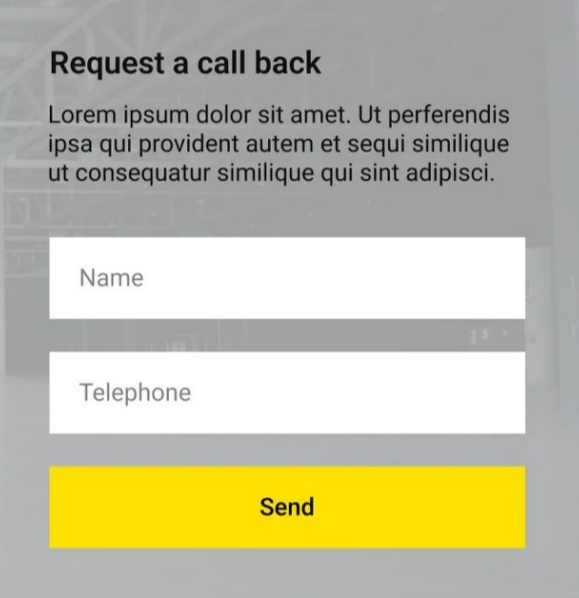 Request a call back
Lorem ipsum dolor sit amet. Ut perferendis
ipsa qui provident autem et sequi similique
ut consequatur similique qui sint adipisci.
Name
Telephone
Send